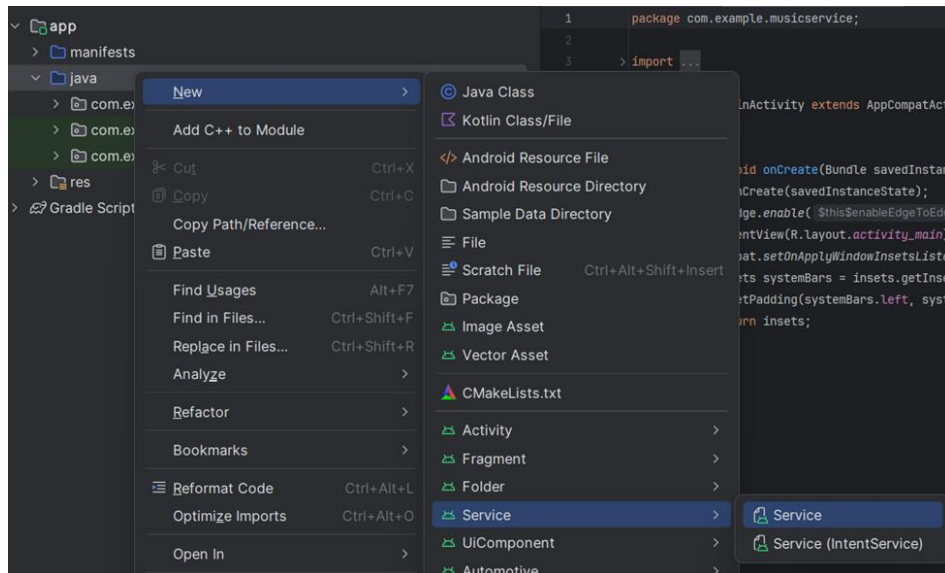 app
manifests
java
com.ex
com.ex
com.ex
res
Gradle Script
New
Add C++ to Module
Cut Ctrl+X
Copy Ctrl+C
Copy Path/Reference...
Paste Ctrl+V
Find Usages Alt+F7
Find in Files... Ctrl+Shift+F
Replace in Files... Ctrl+Shift+R
Analyze
Refactor
Bookmarks
Reformat Code Ctrl+Alt+L
Optimize Imports Ctrl+Alt+O
Open In
Java Class
Kotlin Class/File
Android Resource File
Android Resource Directory
Sample Data Directory
File
Scratch File Ctrl+Alt+Shift+Insert
Package
Image Asset
Vector Asset
CMakeLists.txt
Activity
Fragment
Folder
Service
UiComponent
Automotive
Service
Service (IntentService)
1 package com.example.musicservice;
2
3 import ...
inActivity extends AppCompatAct
id onCreate(Bundle savedInstan
Create(savedInstanceState);
dge.enable( $this$enableEdgeToEd
entView(R.layout.activity_main)
pat.setOnApplyWindowInsetsListe
ets systemBars = insets.getInse
etPadding(systemBars.left, syst
urn insets;